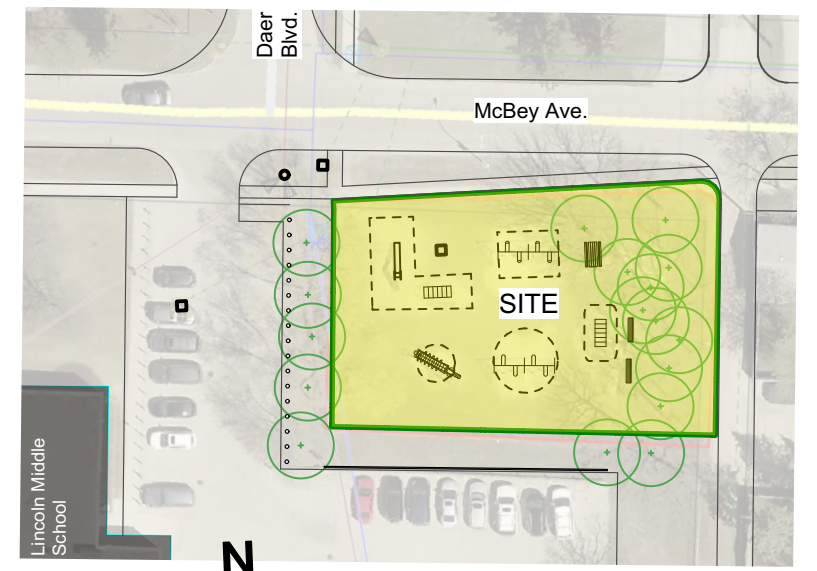 Daer
Blvd.
McBey Ave.
SITE
Lincoln Middle
School
N